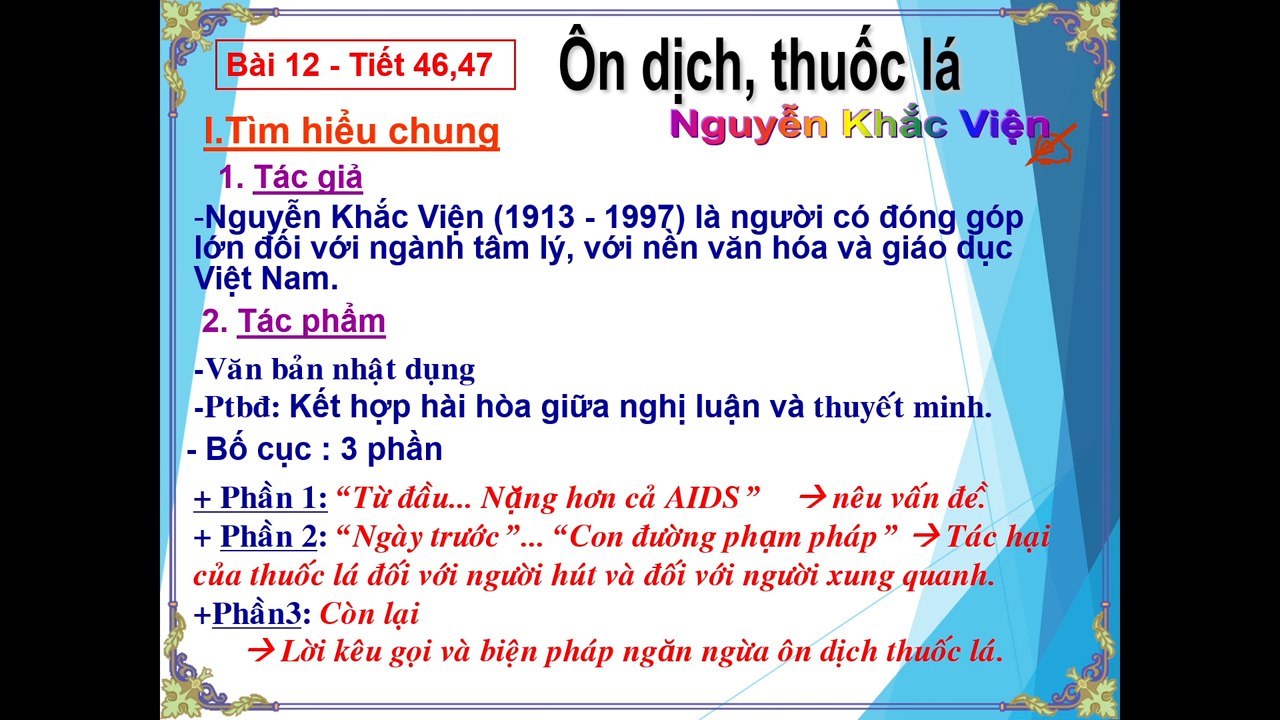 Bài 12 - Tiết 46,47
Ôn dịch, thuốc lá
Nguyễn Khắc Viện
I.Tìm hiểu chung
1. Tác giả
-Nguyễn Khắc Viện (1913 - 1997) là người có đóng góp
lớn đối với ngành tâm lý, với nền văn hóa và giáo dục
Việt Nam.
2. Tác phẩm
-Văn bản nhật dụng
-Ptbđ: Kết hợp hài hòa giữa nghị luận và thuyết minh.
- Bố cục : 3 phần
+ Phần 1: “Từ đầu... Nặng hơn cả AIDS” → nêu vấn đề.
+ Phần 2: “Ngày trước”... “Con đường phạm pháp” → Tác hại
của thuốc lá đối với người hút và đối với người xung quanh.
+Phần3: Còn lại
→ Lời kêu gọi và biện pháp ngăn ngừa ôn dịch thuốc lá.